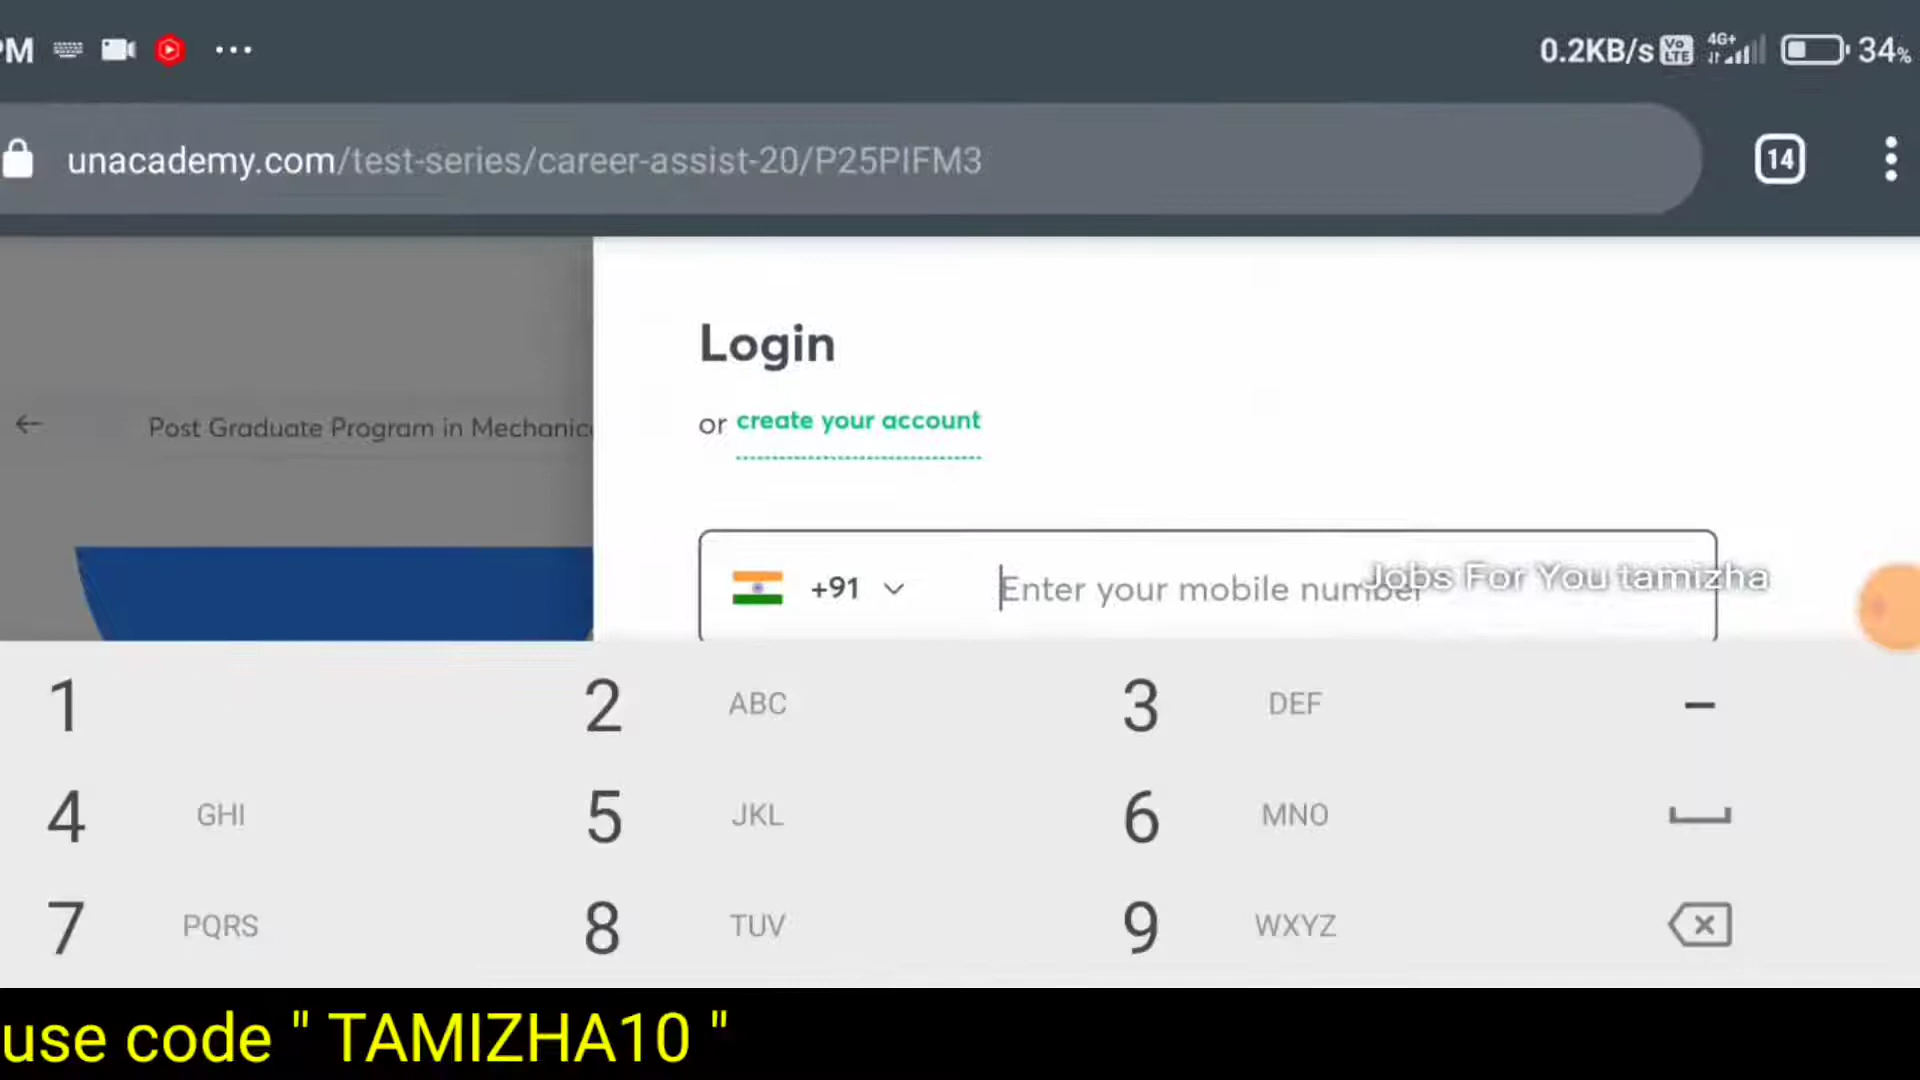 PM
0.2KB/s VO LTE 4G+ 34%
unacademy.com/test-series/career-assist-20/P25PIFM3
14
Login
or create your account
Post Graduate Program in Mechanic
+91 Enter your mobile number
Jobs For You tamizha
1 2 ABC 3 DEF –
4 GHI 5 JKL 6 MNO
7 PQRS 8 TUV 9 WXYZ
use code " TAMIZHA10 "